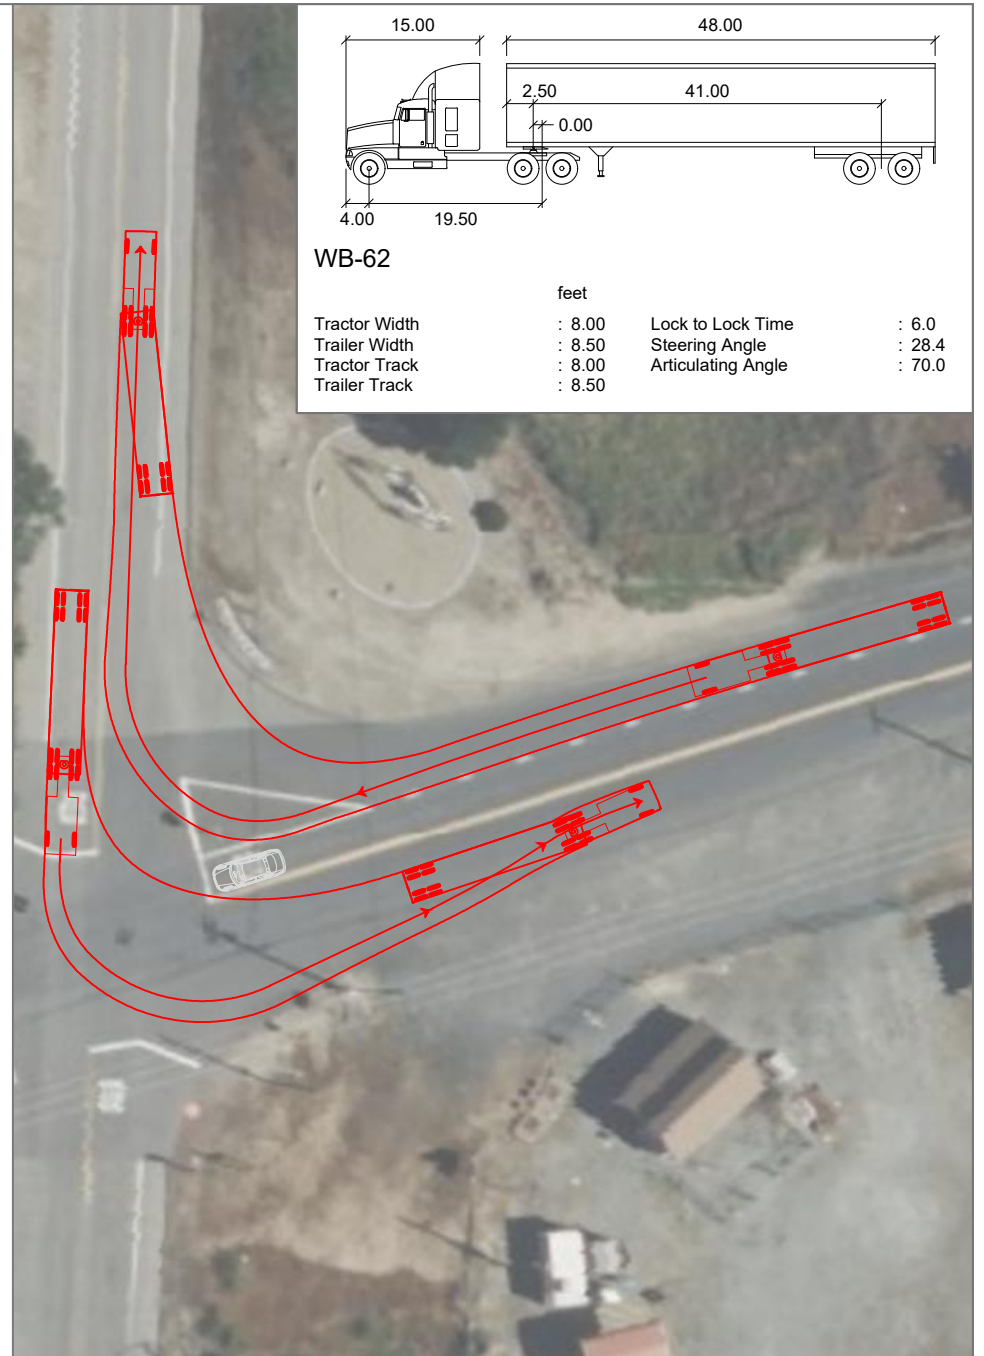 15.00 48.00
2.50 41.00
0.00
4.00 19.50
WB-62
feet
Tractor Width : 8.00 Lock to Lock Time : 6.0
Trailer Width : 8.50 Steering Angle : 28.4
Tractor Track : 8.00 Articulating Angle : 70.0
Trailer Track : 8.50